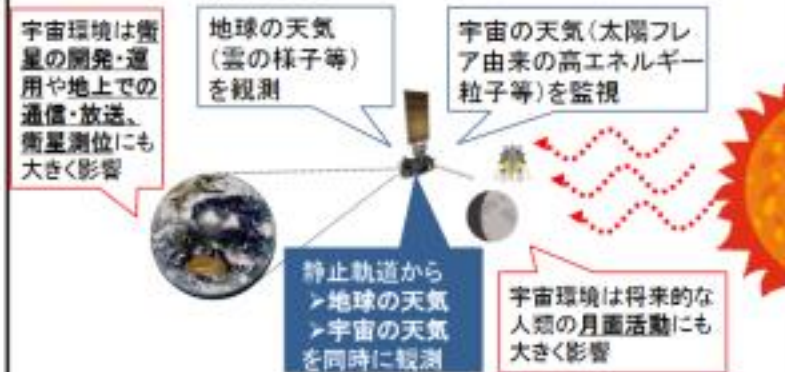 宇宙環境は衛
星の開発・運
用や地上での
通信・放送、
衛星測位にも
大きく影響
地球の天気
(雲の様子等)
を観測
宇宙の天気(太陽フレ
ア由来の高エネルギー
粒子等)を監視
静止軌道から
➢地球の天気
➢宇宙の天気
を同時に観測
宇宙環境は将来的な
人類の月面活動にも
大きく影響